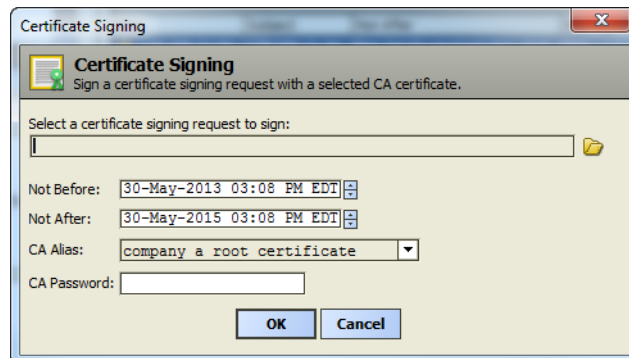 Certificate Signing
Certificate Signing
Sign a certificate signing request with a selected CA certificate.
Select a certificate signing request to sign:
Not Before: 30-May-2013 03:08 PM EDT
Not After: 30-May-2015 03:08 PM EDT
CA Alias: company a root certificate
CA Password:
OK Cancel